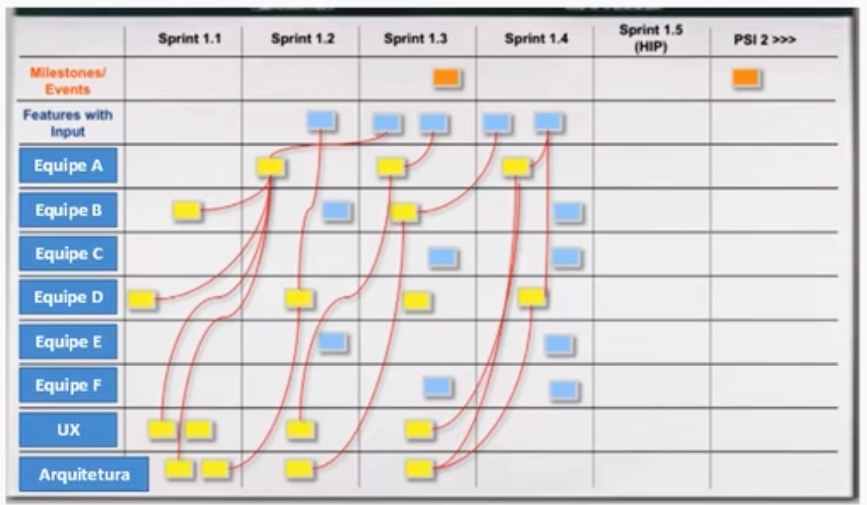 Sprint 1.1
Sprint 1.2
Sprint 1.3
Sprint 1.4
Sprint 1.5
(HIP)
PSI 2 >>>
Milestones/
Events
Features with
Input
Equipe A
Equipe B
Equipe C
Equipe D
Equipe E
Equipe F
UX
Arquitetura